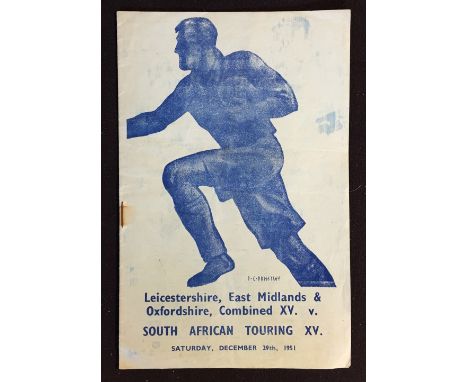 Leicestershire, East Midlands &
Oxfordshire, Combined XV. v.
SOUTH AFRICAN TOURING XV.
SATURDAY, DECEMBER 29th, 1951